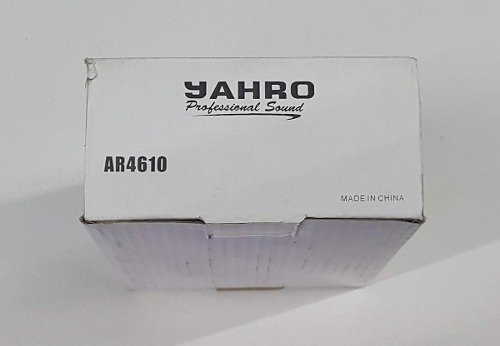 YAHRO
Professional Sound
AR4610
MADE IN CHINA